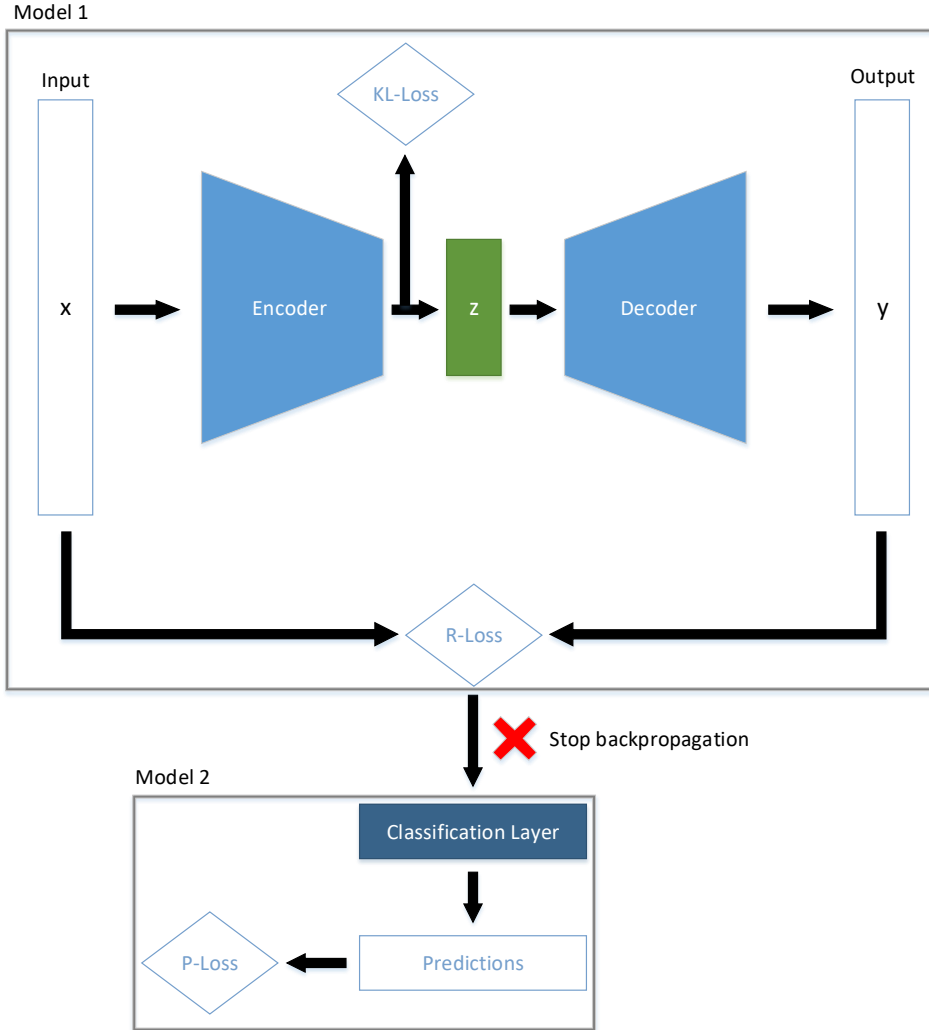 Model 1
Input
Output
KL-Loss
x
Encoder
z
Decoder
y
R-Loss
Stop backpropagation
Model 2
Classification Layer
P-Loss
Predictions